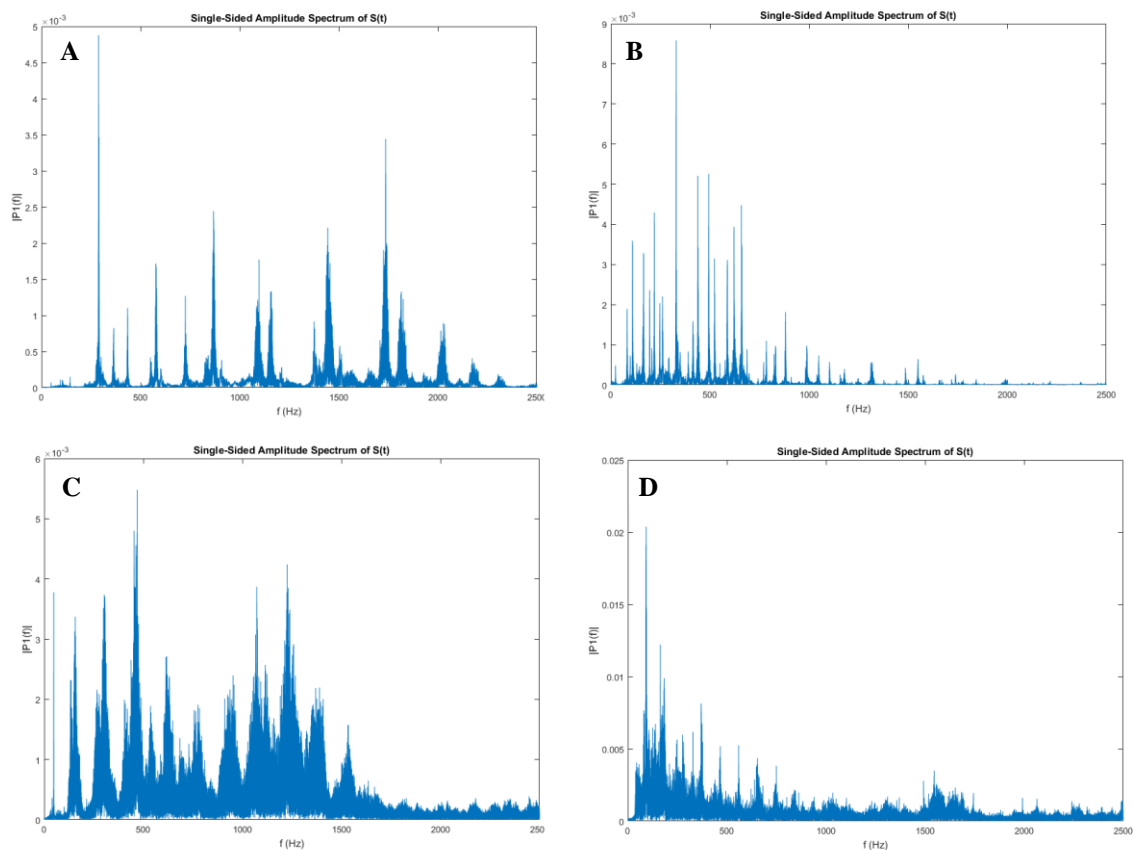 Single-Sided Amplitude Spectrum of S(t)
×10⁻³
A
5
4.5
4
3.5
3
2.5
2
1.5
1
0.5
0
|P1(f)|
0 500 1000 1500 2000 2500
f (Hz)
Single-Sided Amplitude Spectrum of S(t)
×10⁻³
B
9
8
7
6
5
4
3
2
1
0
|P1(f)|
0 500 1000 1500 2000 2500
f (Hz)
Single-Sided Amplitude Spectrum of S(t)
×10⁻³
C
6
5
4
3
2
1
0
|P1(f)|
0 500 1000 1500 2000 2500
f (Hz)
Single-Sided Amplitude Spectrum of S(t)
D
0.025
0.02
0.015
0.01
0.005
0
|P1(f)|
0 500 1000 1500 2000 2500
f (Hz)